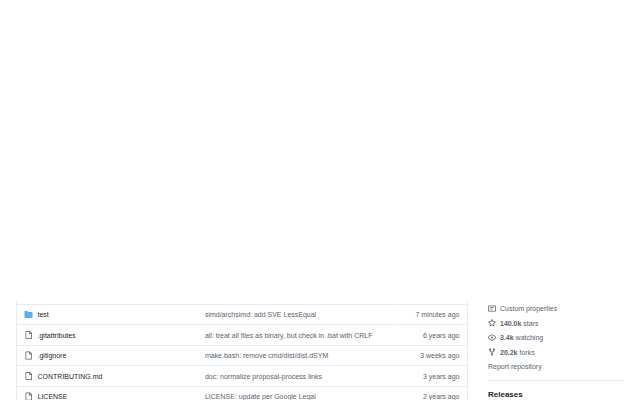 test simd/archsimd: add SVE LessEqual 7 minutes ago
.gitattributes all: treat all files as binary, but check in .bat with CRLF 6 years ago
.gitignore make.bash: remove cmd/dist/dist.dSYM 3 weeks ago
CONTRIBUTING.md doc: normalize proposal-process links 3 years ago
LICENSE LICENSE: update per Google Legal 2 years ago
Custom properties
140.0k stars
3.4k watching
20.2k forks
Report repository
Releases